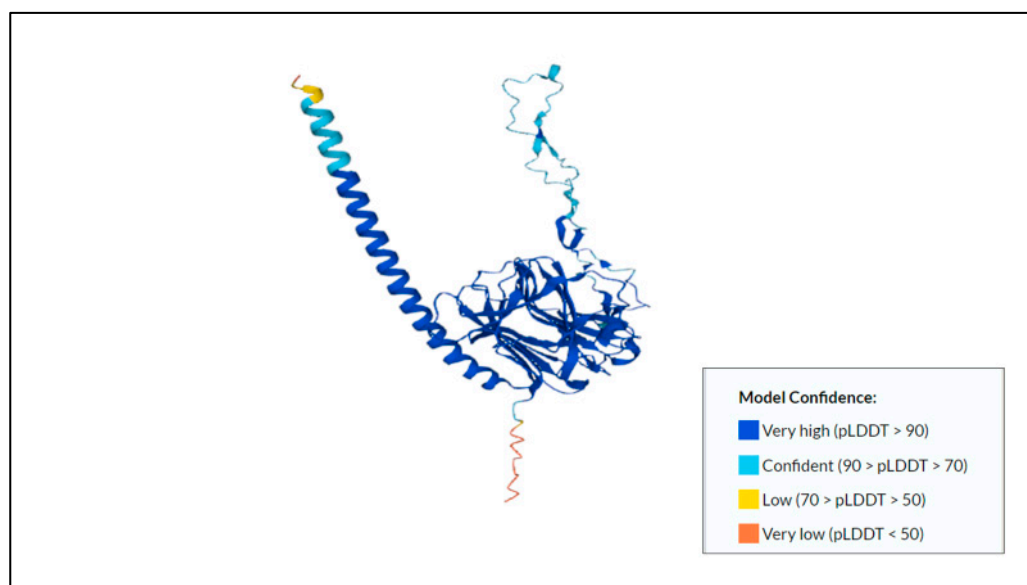 Model Confidence:
Very high (pLDDT > 90)
Confident (90 > pLDDT > 70)
Low (70 > pLDDT > 50)
Very low (pLDDT < 50)